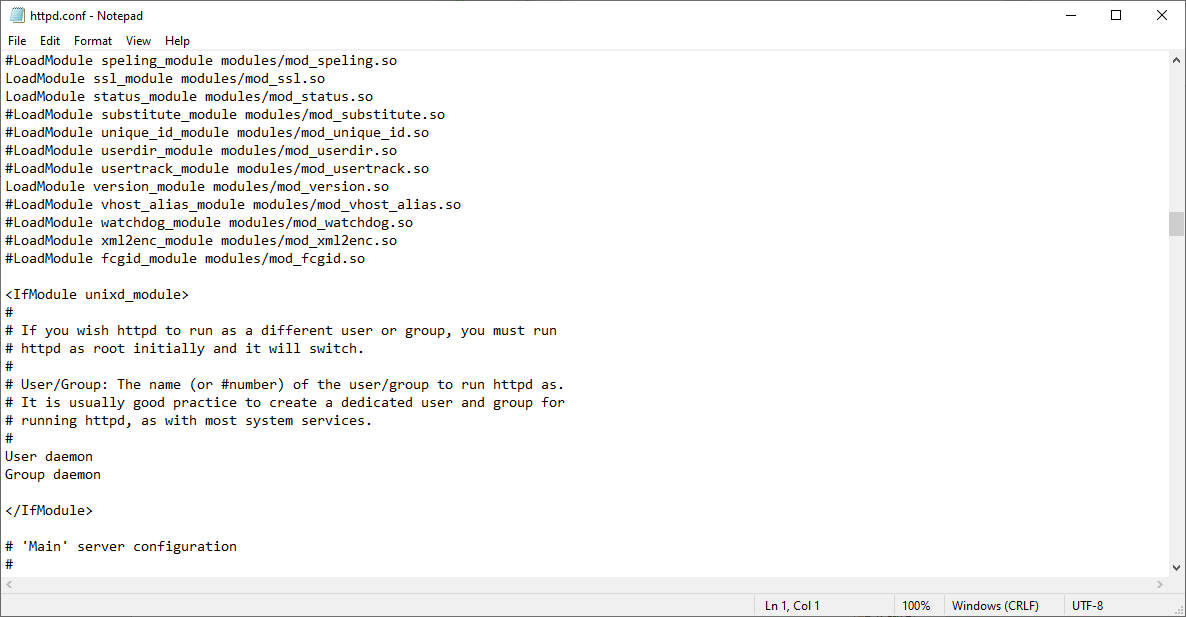 httpd.conf - Notepad
File Edit Format View Help
#LoadModule speling_module modules/mod_speling.so
LoadModule ssl_module modules/mod_ssl.so
LoadModule status_module modules/mod_status.so
#LoadModule substitute_module modules/mod_substitute.so
#LoadModule unique_id_module modules/mod_unique_id.so
#LoadModule userdir_module modules/mod_userdir.so
#LoadModule usertrack_module modules/mod_usertrack.so
LoadModule version_module modules/mod_version.so
#LoadModule vhost_alias_module modules/mod_vhost_alias.so
#LoadModule watchdog_module modules/mod_watchdog.so
#LoadModule xml2enc_module modules/mod_xml2enc.so
#LoadModule fcgid_module modules/mod_fcgid.so

<IfModule unixd_module>
#
# If you wish httpd to run as a different user or group, you must run
# httpd as root initially and it will switch.
#
# User/Group: The name (or #number) of the user/group to run httpd as.
# It is usually good practice to create a dedicated user and group for
# running httpd, as with most system services.
#
User daemon
Group daemon

</IfModule>

# 'Main' server configuration
#
Ln 1, Col 1 100% Windows (CRLF) UTF-8